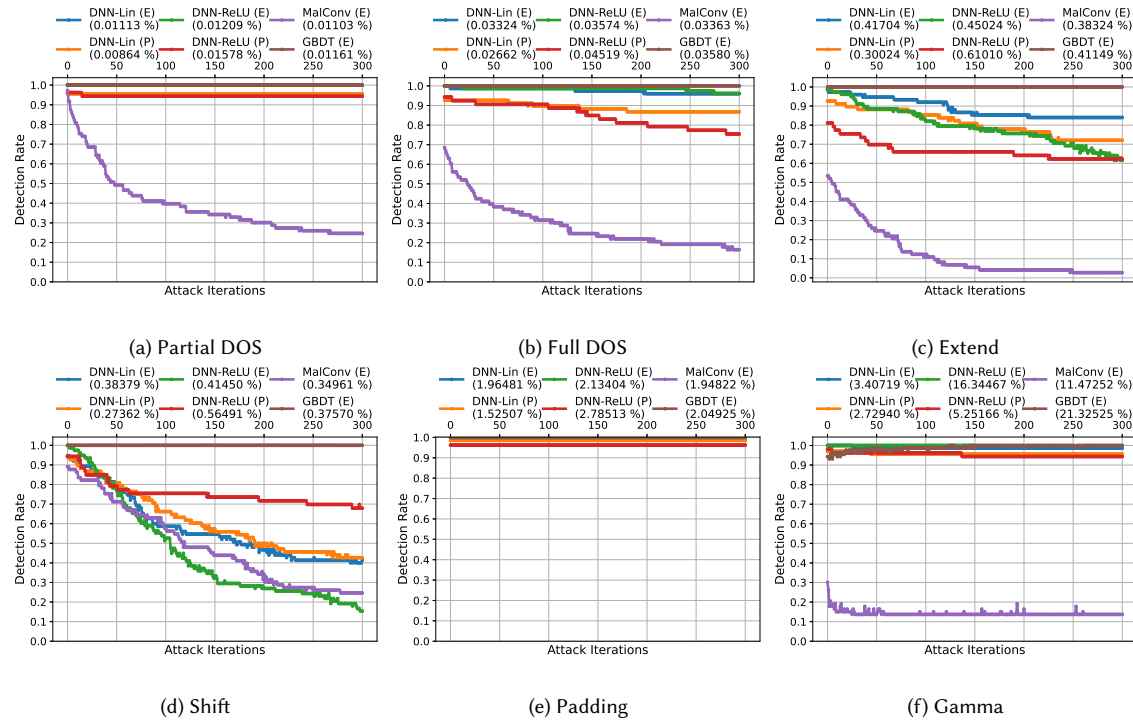 DNN-Lin (E) DNN-ReLU (E) MalConv (E)
(0.01113 %) (0.01209 %) (0.01103 %)
DNN-Lin (P) DNN-ReLU (P) GBDT (E)
(0.00864 %) (0.01578 %) (0.01161 %)
0 50 100 150 200 250 300
1.0
0.9
0.8
0.7
0.6
0.5
0.4
0.3
0.2
0.1
0.0
Detection Rate
Attack Iterations
(a) Partial DOS
DNN-Lin (E) DNN-ReLU (E) MalConv (E)
(0.03324 %) (0.03574 %) (0.03363 %)
DNN-Lin (P) DNN-ReLU (P) GBDT (E)
(0.02662 %) (0.04519 %) (0.03580 %)
0 50 100 150 200 250 300
1.0
0.9
0.8
0.7
0.6
0.5
0.4
0.3
0.2
0.1
0.0
Detection Rate
Attack Iterations
(b) Full DOS
DNN-Lin (E) DNN-ReLU (E) MalConv (E)
(0.41704 %) (0.45024 %) (0.38324 %)
DNN-Lin (P) DNN-ReLU (P) GBDT (E)
(0.30024 %) (0.61010 %) (0.41149 %)
0 50 100 150 200 250 300
1.0
0.9
0.8
0.7
0.6
0.5
0.4
0.3
0.2
0.1
0.0
Detection Rate
Attack Iterations
(c) Extend
DNN-Lin (E) DNN-ReLU (E) MalConv (E)
(0.38379 %) (0.41450 %) (0.34961 %)
DNN-Lin (P) DNN-ReLU (P) GBDT (E)
(0.27362 %) (0.56491 %) (0.37570 %)
0 50 100 150 200 250 300
1.0
0.9
0.8
0.7
0.6
0.5
0.4
0.3
0.2
0.1
0.0
Detection Rate
Attack Iterations
(d) Shift
DNN-Lin (E) DNN-ReLU (E) MalConv (E)
(1.96481 %) (2.13404 %) (1.94822 %)
DNN-Lin (P) DNN-ReLU (P) GBDT (E)
(1.52507 %) (2.78513 %) (2.04925 %)
0 50 100 150 200 250 300
1.0
0.9
0.8
0.7
0.6
0.5
0.4
0.3
0.2
0.1
0.0
Detection Rate
Attack Iterations
(e) Padding
DNN-Lin (E) DNN-ReLU (E) MalConv (E)
(3.40719 %) (16.34467 %) (11.47252 %)
DNN-Lin (P) DNN-ReLU (P) GBDT (E)
(2.72940 %) (5.25166 %) (21.32525 %)
0 50 100 150 200 250 300
1.0
0.9
0.8
0.7
0.6
0.5
0.4
0.3
0.2
0.1
0.0
Detection Rate
Attack Iterations
(f) Gamma